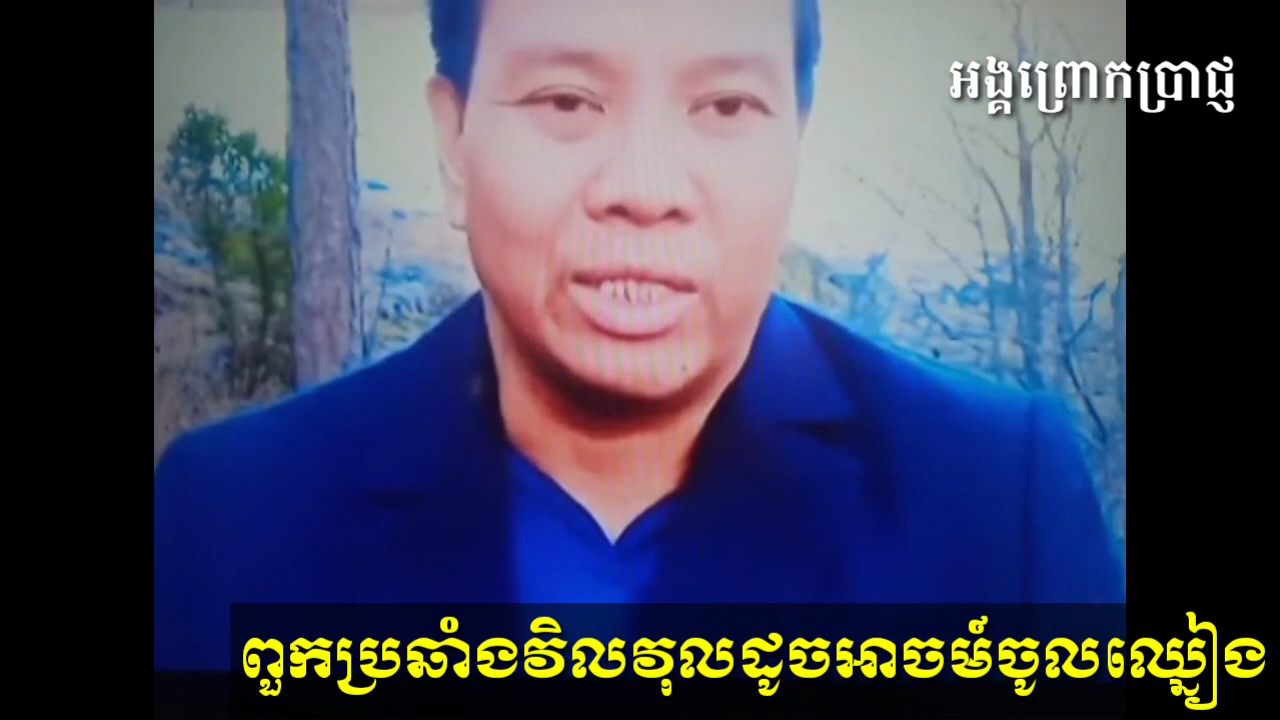 អង្គព្រោកប្រាជ្ញ
ពួកប្រឆាំងវិលវុលដូចអាចម៍ចូលឈ្នៀង